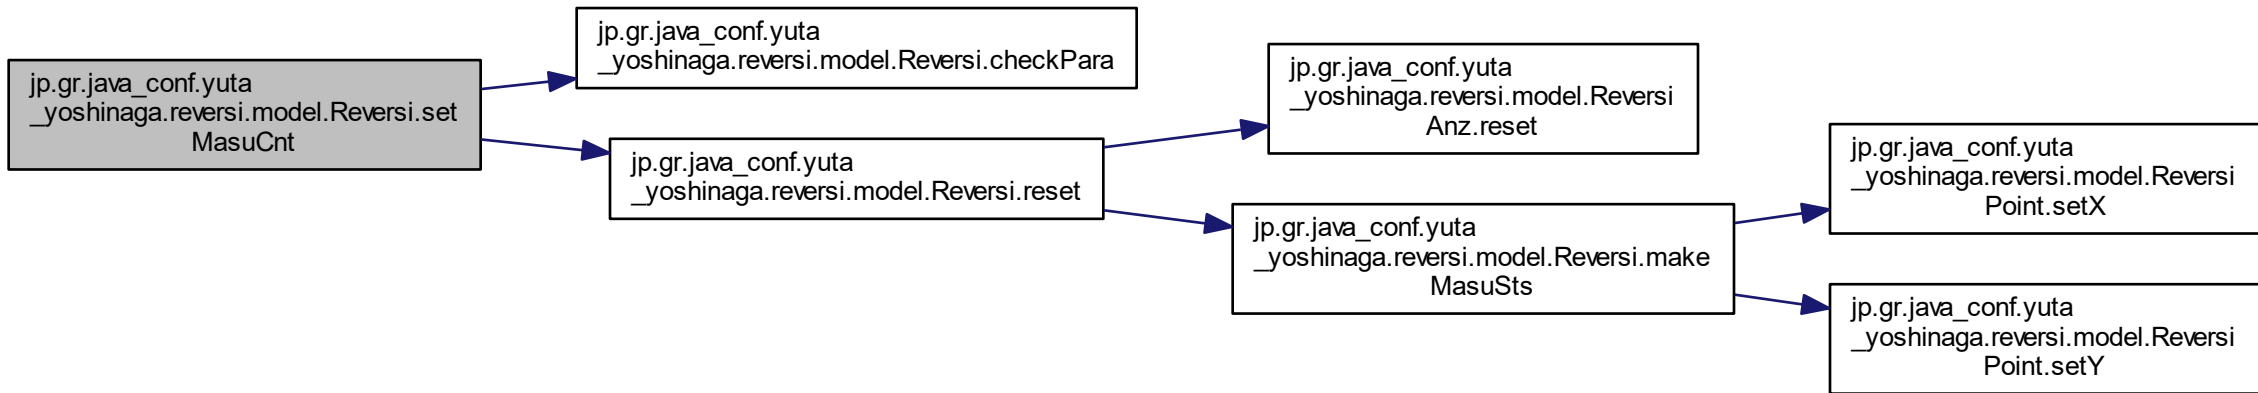 jp.gr.java_conf.yuta
_yoshinaga.reversi.model.Reversi.set
MasuCnt
jp.gr.java_conf.yuta
_yoshinaga.reversi.model.Reversi.checkPara
jp.gr.java_conf.yuta
_yoshinaga.reversi.model.Reversi.reset
jp.gr.java_conf.yuta
_yoshinaga.reversi.model.Reversi
Anz.reset
jp.gr.java_conf.yuta
_yoshinaga.reversi.model.Reversi.make
MasuSts
jp.gr.java_conf.yuta
_yoshinaga.reversi.model.Reversi
Point.setX
jp.gr.java_conf.yuta
_yoshinaga.reversi.model.Reversi
Point.setY